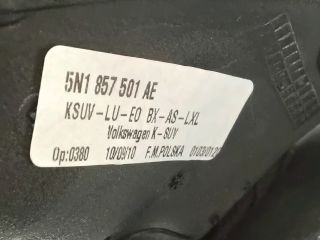 5N1 857 501 AE
KSUV-LU-EO BX-AS-LXL
Volkswagen K-SUV
Op:0380 10/09/10 F.M.POLSKA